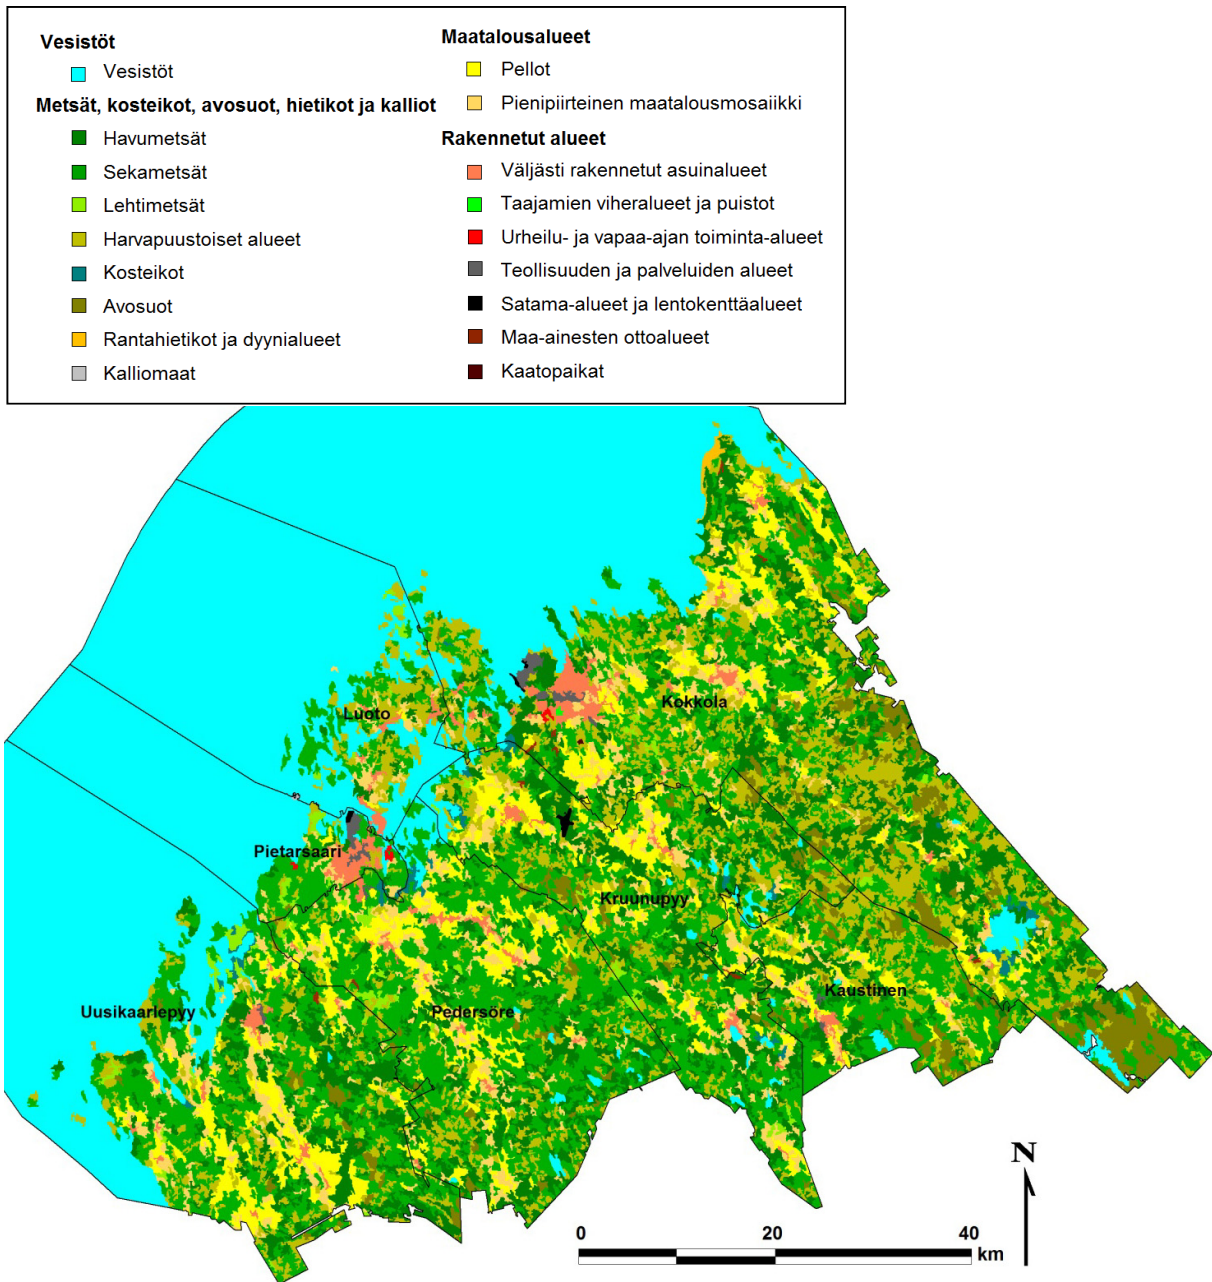 Vesistöt
Vesistöt
Metsät, kosteikot, avosuot, hietikot ja kalliot
Havumetsät
Sekametsät
Lehtimetsät
Harvapuustoiset alueet
Kosteikot
Avosuot
Rantahietikot ja dyynialueet
Kalliomaat
Maatalousalueet
Pellot
Pienipiirteinen maatalousmosaiikki
Rakennetut alueet
Väljästi rakennetut asuinalueet
Taajamien viheralueet ja puistot
Urheilu- ja vapaa-ajan toiminta-alueet
Teollisuuden ja palveluiden alueet
Satama-alueet ja lentokenttäalueet
Maa-ainesten ottoalueet
Kaatopaikat
Kokkola
Luoto
Pietarsaari
Kruunupyy
Kaustinen
Uusikaarlepyy
Pedersöre
N
0 20 40
km